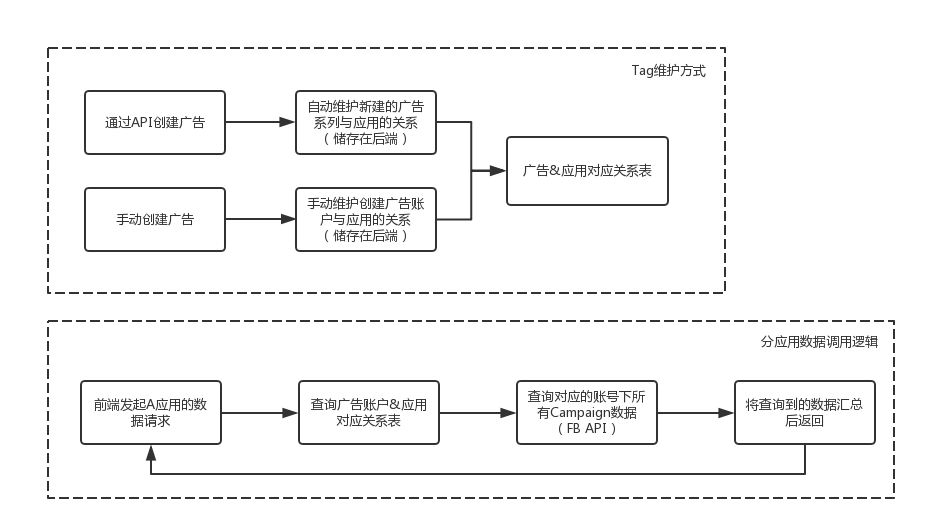 Tag维护方式
通过API创建广告
自动维护新建的广告
系列与应用的关系
（储存在后端）
广告&应用对应关系表
手动创建广告
手动维护创建广告账
户与应用的关系
（储存在后端）
分应用数据调用逻辑
前端发起A应用的数
据请求
查询广告账户&应用
对应关系表
查询对应的账号下所
有Campaign数据
（FB API）
将查询到的数据汇总
后返回